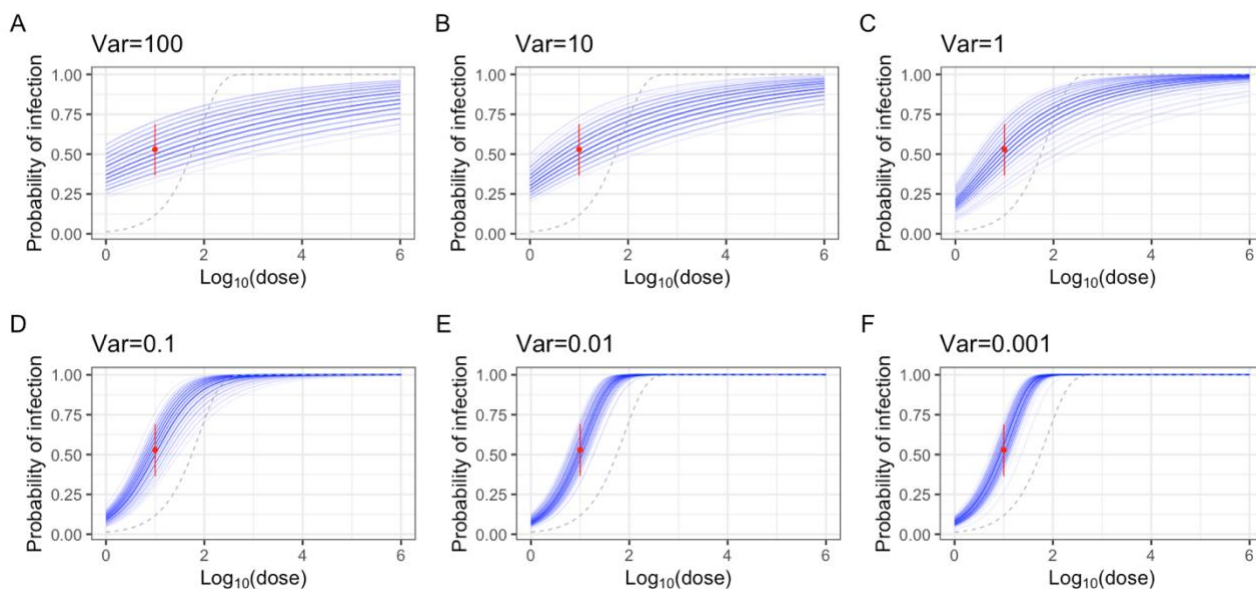 A
Var=100
Probability of infection
1.00
0.75
0.50
0.25
0.00
0 2 4 6
Log₁₀(dose)
B
Var=10
Probability of infection
1.00
0.75
0.50
0.25
0.00
0 2 4 6
Log₁₀(dose)
C
Var=1
Probability of infection
1.00
0.75
0.50
0.25
0.00
0 2 4 6
Log₁₀(dose)
D
Var=0.1
Probability of infection
1.00
0.75
0.50
0.25
0.00
0 2 4 6
Log₁₀(dose)
E
Var=0.01
Probability of infection
1.00
0.75
0.50
0.25
0.00
0 2 4 6
Log₁₀(dose)
F
Var=0.001
Probability of infection
1.00
0.75
0.50
0.25
0.00
0 2 4 6
Log₁₀(dose)